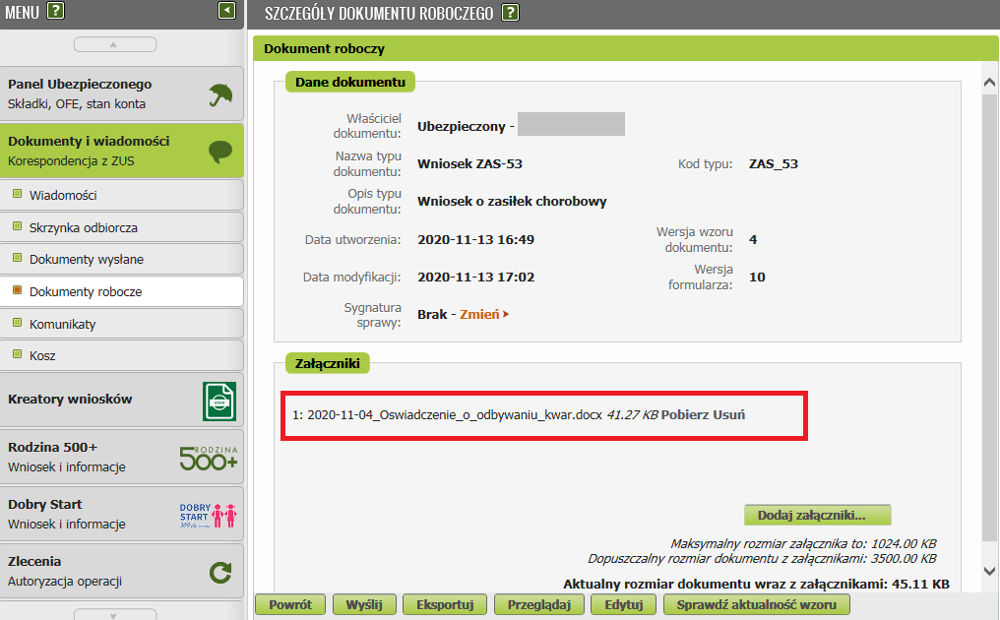 MENU ?
SZCZEGÓŁY DOKUMENTU ROBOCZEGO ?
Panel Ubezpieczonego
Składki, OFE, stan konta
Dokumenty i wiadomości
Korespondencja z ZUS
Wiadomości
Skrzynka odbiorcza
Dokumenty wysłane
Dokumenty robocze
Komunikaty
Kosz
Kreatory wniosków
Rodzina 500+
Wniosek i informacje
RODZINA
500+
Dobry Start
Wniosek i informacje
DOBRY
START
Zlecenia
Autoryzacja operacji
Dokument roboczy
Dane dokumentu
Właściciel
dokumentu:
Ubezpieczony -
Nazwa typu
dokumentu:
Wniosek ZAS-53
Kod typu:
ZAS_53
Opis typu
dokumentu:
Wniosek o zasiłek chorobowy
Data utworzenia:
2020-11-13 16:49
Wersja wzoru
dokumentu:
4
Data modyfikacji:
2020-11-13 17:02
Wersja
formularza:
10
Sygnatura
sprawy:
Brak - Zmień
Załączniki
1: 2020-11-04_Oswiadczenie_o_odbywaniu_kwar.docx 41.27 KB Pobierz Usuń
Dodaj załączniki...
Maksymalny rozmiar załącznika to: 1024.00 KB
Dopuszczalny rozmiar dokumentu z załącznikami: 3500.00 KB
Aktualny rozmiar dokumentu wraz z załącznikami: 45.11 KB
Powrót
Wyślij
Eksportuj
Przeglądaj
Edytuj
Sprawdź aktualność wzoru